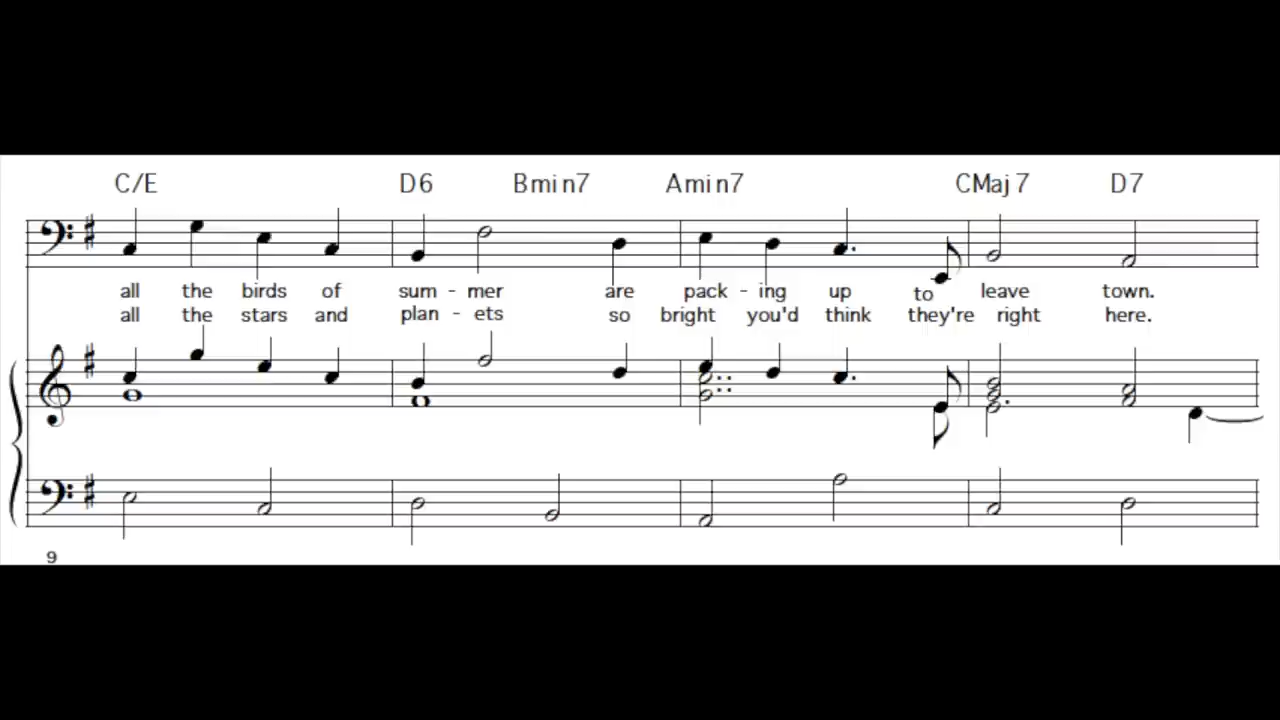 C/E D6 Bmin7 Amin7 CMaj7 D7
all the birds of sum - mer are pack - ing up to leave town.
all the stars and plan - ets so bright you'd think they're right here.
9